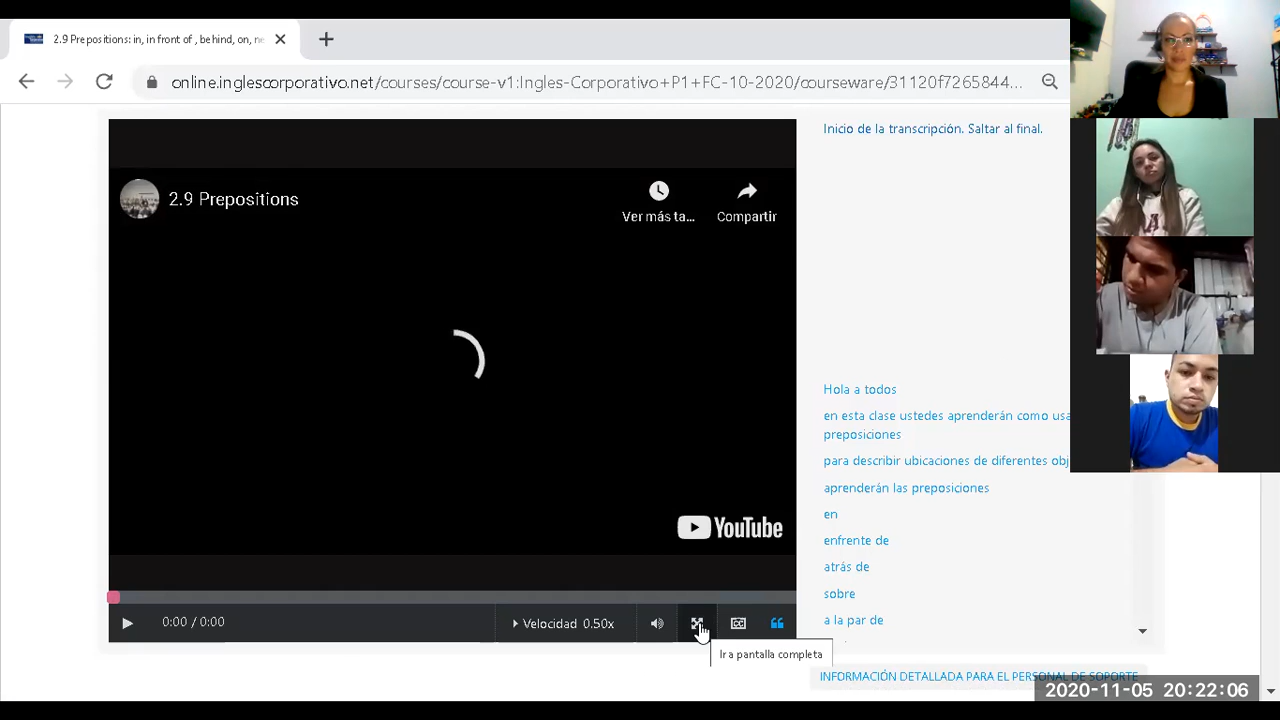 2.9 Prepositions: in, in front of , behind, on, ne
online.inglescorporativo.net/courses/course-v1:Ingles-Corporativo+P1+FC-10-2020/courseware/31120f7265844...
2.9 Prepositions
Ver más ta...
Compartir
YouTube
0:00 / 0:00
Velocidad 0.50x
Ir a pantalla completa
Inicio de la transcripción. Saltar al final.
Hola a todos
en esta clase ustedes aprenderán como usa
preposiciones
para describir ubicaciones de diferentes obj
aprenderán las preposiciones
en
enfrente de
atrás de
sobre
a la par de
INFORMACIÓN DETALLADA PARA EL PERSONAL DE SOPORTE
2020-11-05 20:22:06